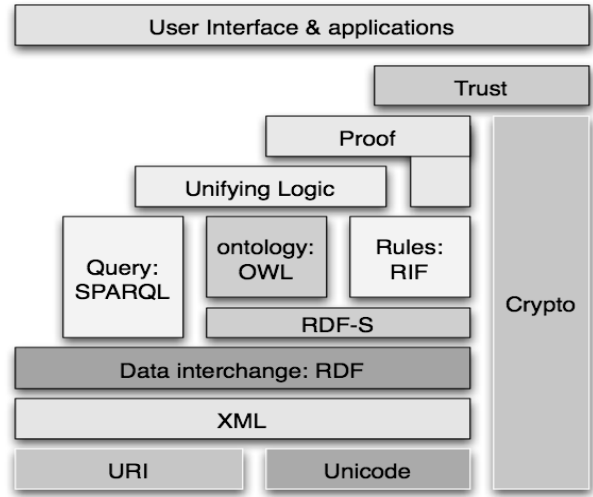 User Interface & applications
Trust
Proof
Unifying Logic
Query:
SPARQL
ontology:
OWL
Rules:
RIF
Crypto
RDF-S
Data interchange: RDF
XML
URI
Unicode